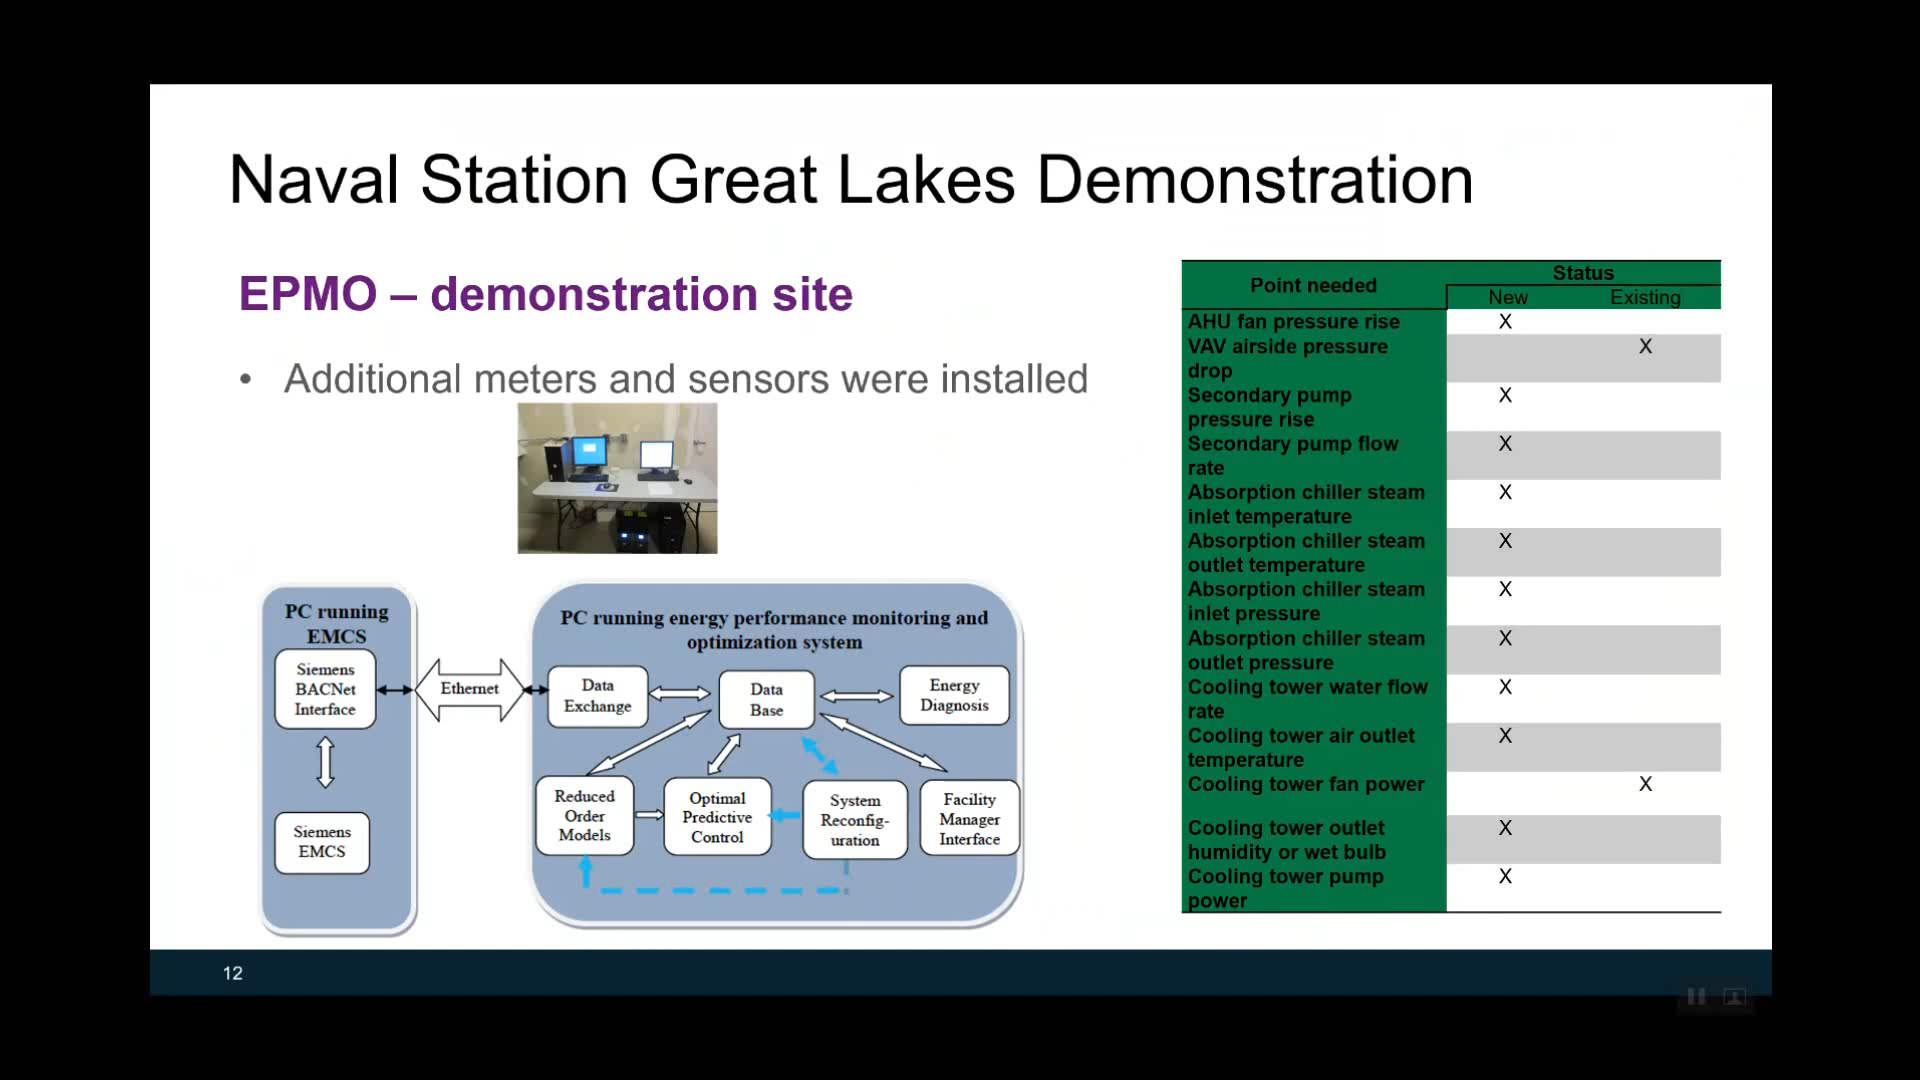 Naval Station Great Lakes Demonstration
EPMO – demonstration site
• Additional meters and sensors were installed
PC running
EMCS
Siemens
BACNet
Interface
Siemens
EMCS
Ethernet
PC running energy performance monitoring and
optimization system
Data
Exchange
Data
Base
Energy
Diagnosis
Reduced
Order
Models
Optimal
Predictive
Control
System
Reconfig-
uration
Facility
Manager
Interface
Point needed
Status
New Existing
AHU fan pressure rise X
VAV airside pressure X
drop
Secondary pump X
pressure rise
Secondary pump flow X
rate
Absorption chiller steam X
inlet temperature
Absorption chiller steam X
outlet temperature
Absorption chiller steam X
inlet pressure
Absorption chiller steam X
outlet pressure
Cooling tower water flow X
rate
Cooling tower air outlet X
temperature
Cooling tower fan power X
Cooling tower outlet X
humidity or wet bulb
Cooling tower pump X
power
12